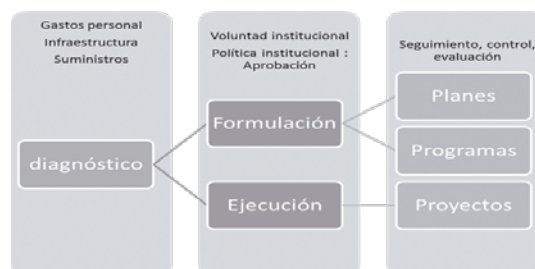 Gastos personal
Infraestructura
Suministros
diagnóstico
Voluntad institucional
Política institucional :
Aprobación
Formulación
Ejecución
Seguimiento, control,
evaluación
Planes
Programas
Proyectos